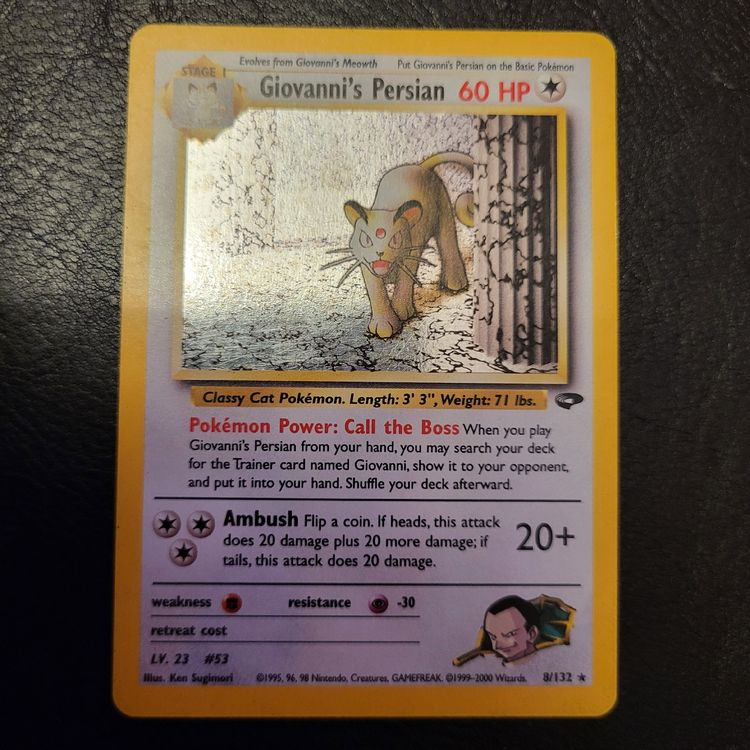 Evolves from Giovanni's Meowth Put Giovanni's Persian on the Basic Pokémon
STAGE 1
Giovanni's Persian 60 HP
Classy Cat Pokémon. Length: 3' 3", Weight: 71 lbs.
Pokémon Power: Call the Boss When you play
Giovanni's Persian from your hand, you may search your deck
for the Trainer card named Giovanni, show it to your opponent,
and put it into your hand. Shuffle your deck afterward.
Ambush Flip a coin. If heads, this attack
does 20 damage plus 20 more damage; if
tails, this attack does 20 damage.
20+
weakness resistance -30
retreat cost
LV. 23 #53
Illus. Ken Sugimori ©1995, 96, 98 Nintendo, Creatures, GAMEFREAK. ©1999-2000 Wizards. 8/132 ★